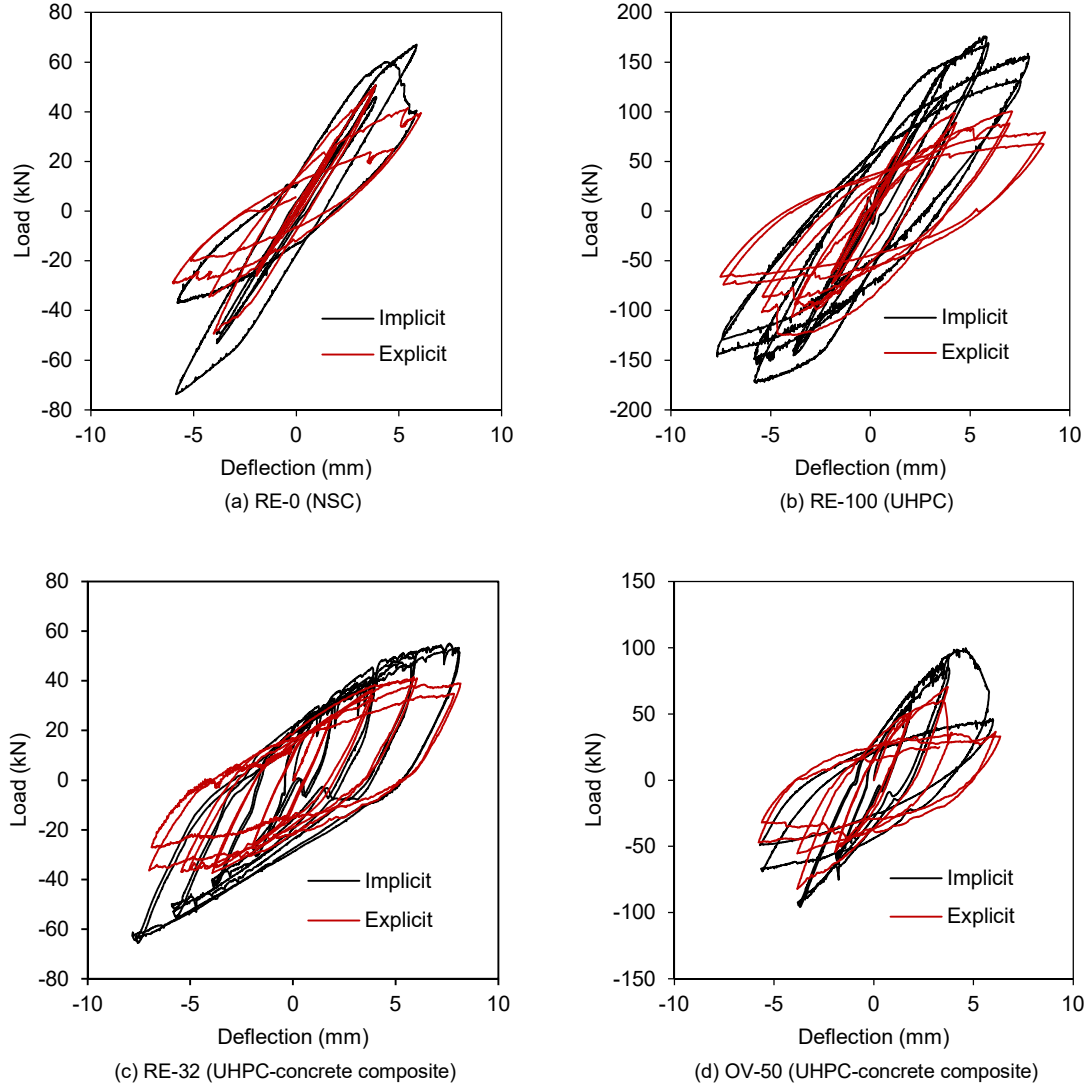 80
60
40
20
0
-20
-40
-60
-80
Load (kN)
-10
-5
0
5
10
Deflection (mm)
Implicit
Explicit
(a) RE-0 (NSC)
200
150
100
50
0
-50
-100
-150
-200
Load (kN)
-10
-5
0
5
10
Deflection (mm)
Implicit
Explicit
(b) RE-100 (UHPC)
80
60
40
20
0
-20
-40
-60
-80
Load (kN)
-10
-5
0
5
10
Deflection (mm)
Implicit
Explicit
(c) RE-32 (UHPC-concrete composite)
150
100
50
0
-50
-100
-150
Load (kN)
-10
-5
0
5
10
Deflection (mm)
Implicit
Explicit
(d) OV-50 (UHPC-concrete composite)